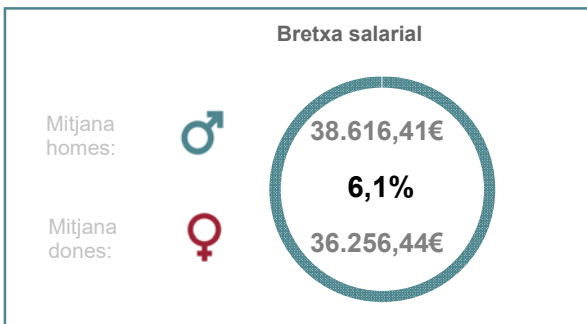 Bretxa salarial
Mitjana
homes:
38.616,41€
6,1%
Mitjana
dones:
36.256,44€